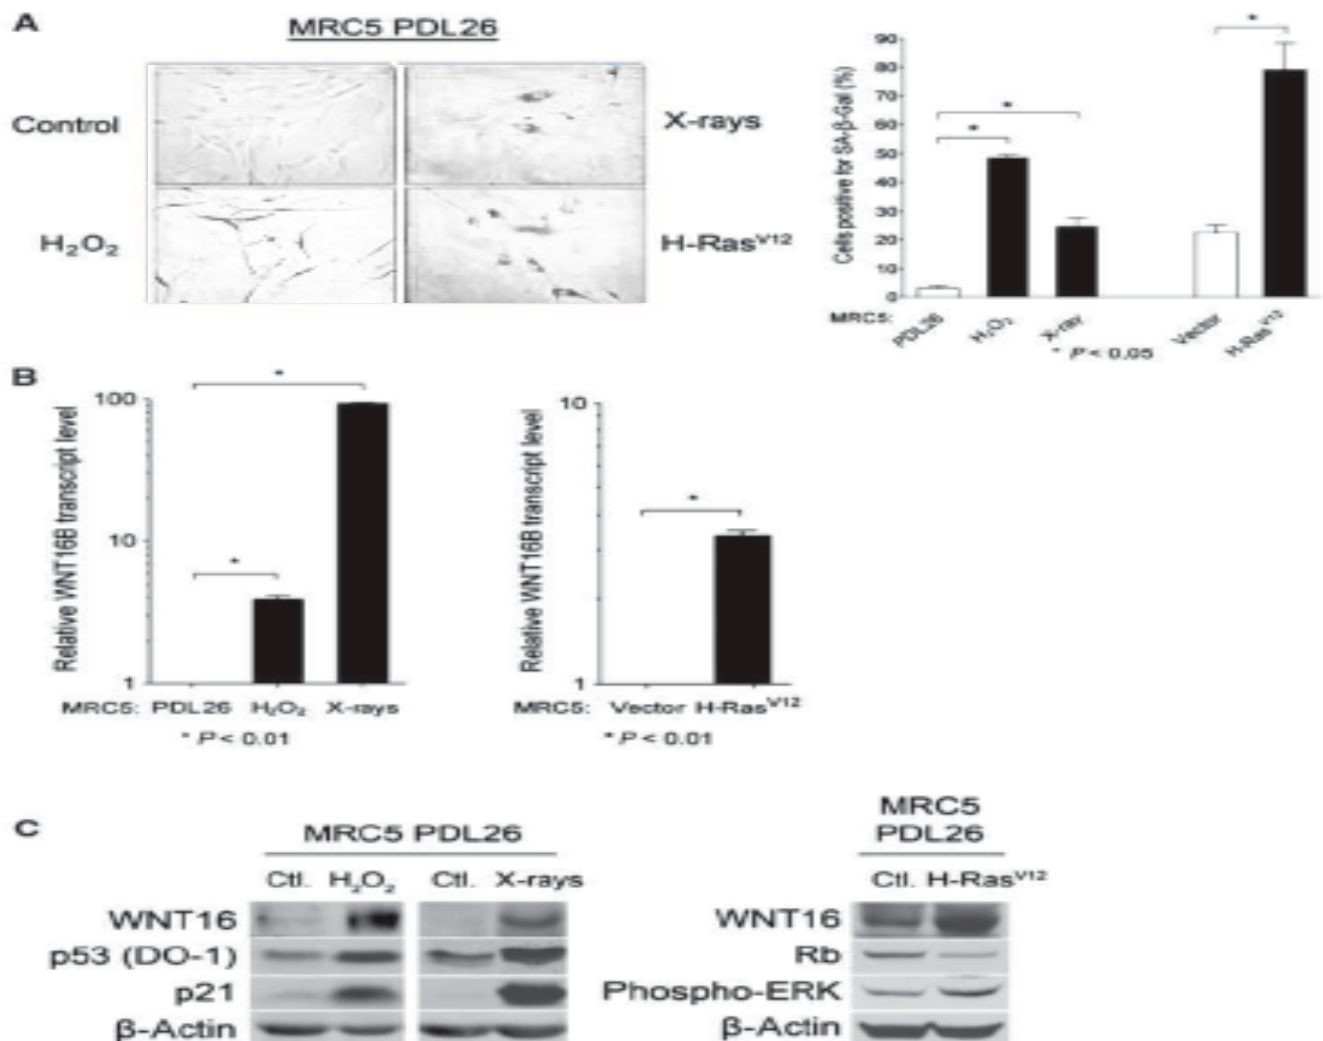 A
MRC5 PDL26
Control
X-rays
H₂O₂
H-Rasⱽ¹²
Cells positive for SA-β-Gal (%)
90
80
70
60
50
40
30
20
10
0
*
*
*
MRC5:
PDL26
H₂O₂
X-ray
Vector
H-Rasⱽ¹²
* P < 0.05
B
Relative WNT16B transcript level
100
10
1
*
*
MRC5: PDL26 H₂O₂ X-rays
* P < 0.01
Relative WNT16B transcript level
10
1
*
MRC5: Vector H-Rasⱽ¹²
* P < 0.01
C
MRC5 PDL26
Ctl. H₂O₂ Ctl. X-rays
WNT16
p53 (DO-1)
p21
β-Actin
MRC5
PDL26
Ctl. H-Rasⱽ¹²
WNT16
Rb
Phospho-ERK
β-Actin